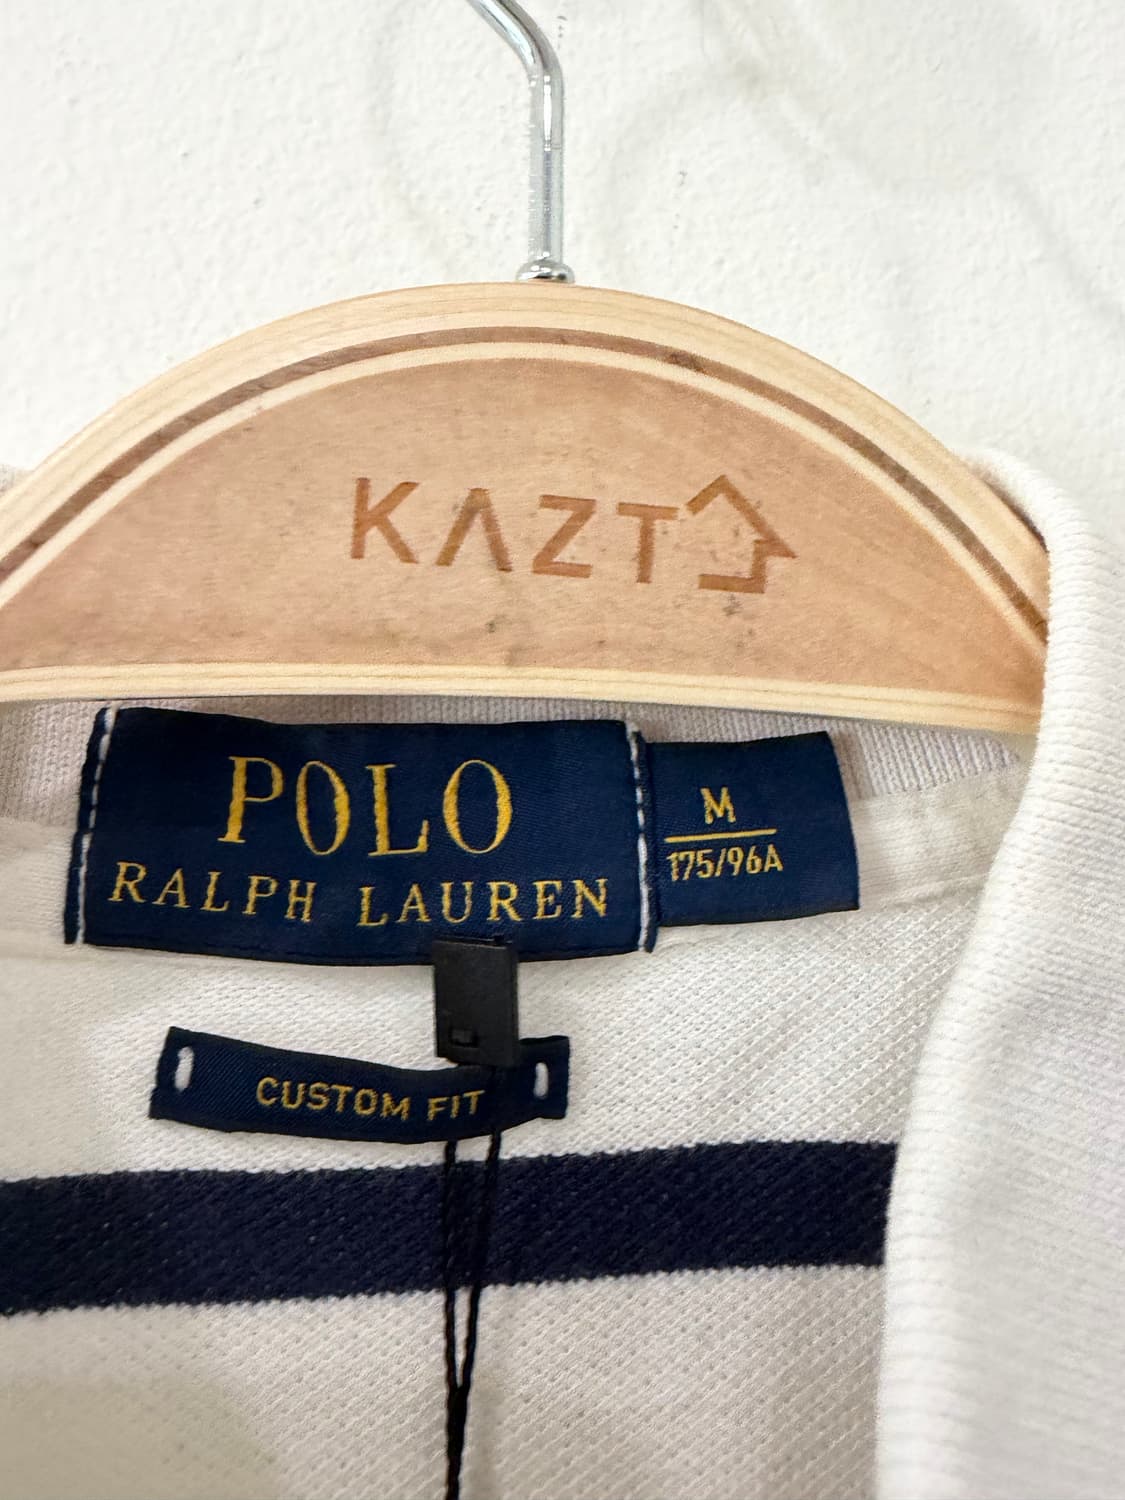 KAZT
POLO
RALPH LAUREN
M
175/96A
CUSTOM FIT